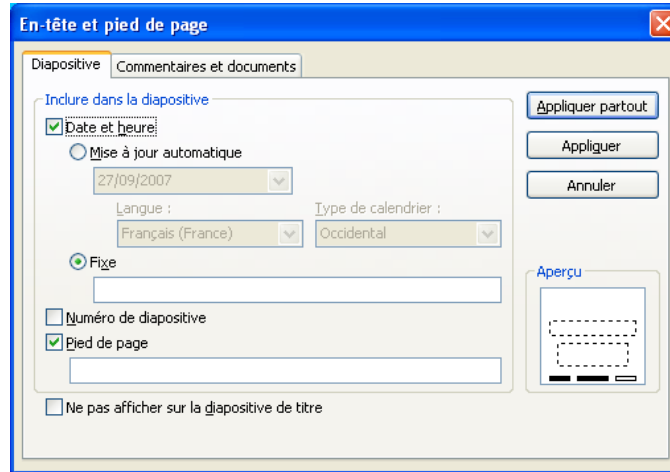 En-tête et pied de page
Diapositive Commentaires et documents
Inclure dans la diapositive
Date et heure
Mise à jour automatique
27/09/2007
Langue : Type de calendrier :
Français (France) Occidental
Fixe
Numéro de diapositive
Pied de page
Ne pas afficher sur la diapositive de titre
Appliquer partout
Appliquer
Annuler
Aperçu